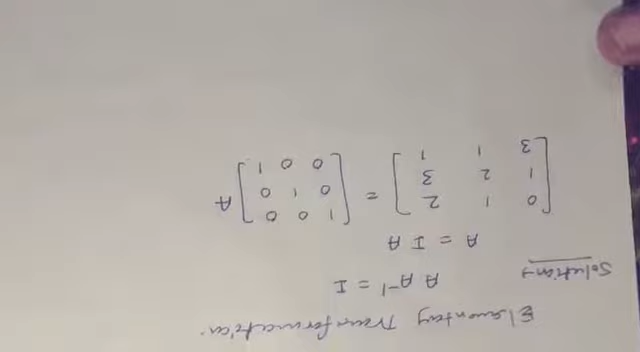 Elementary Transformation.
Solution→ A A⁻¹ = I
A = I A
[0 1 2] = [1 0 0] A
[1 2 3] [0 1 0]
[3 1 1] [0 0 1]